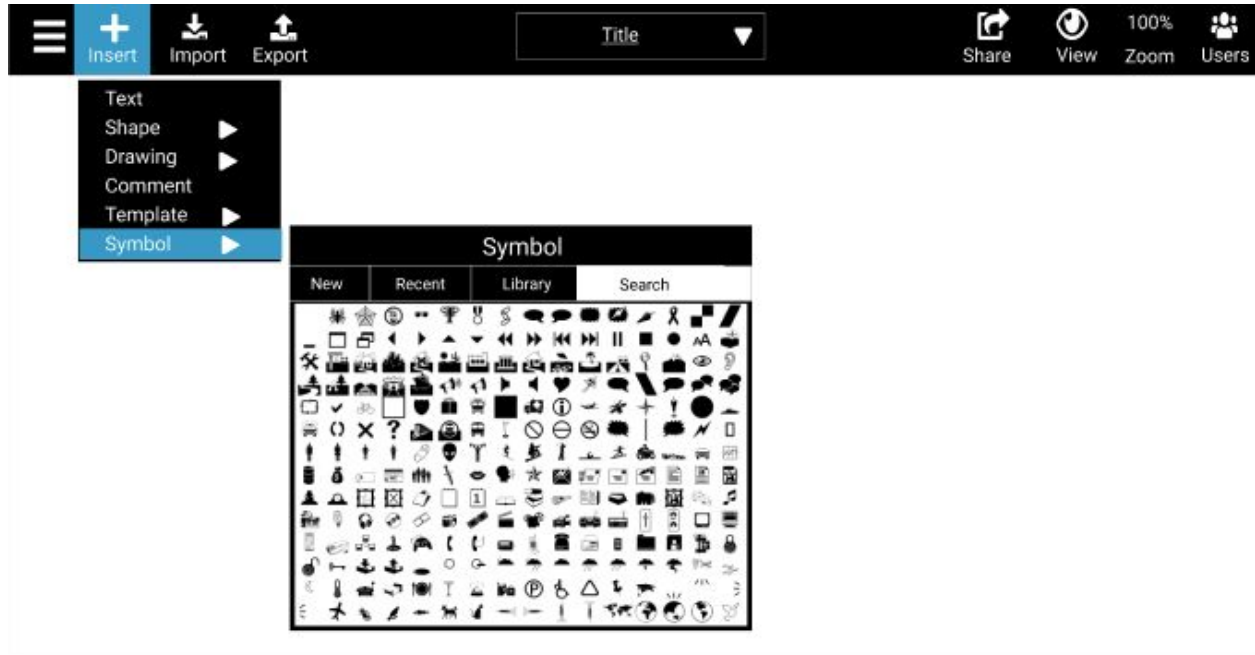 Insert Import Export Title Share View 100% Zoom Users
Text
Shape
Drawing
Comment
Template
Symbol
Symbol
New Recent Library Search